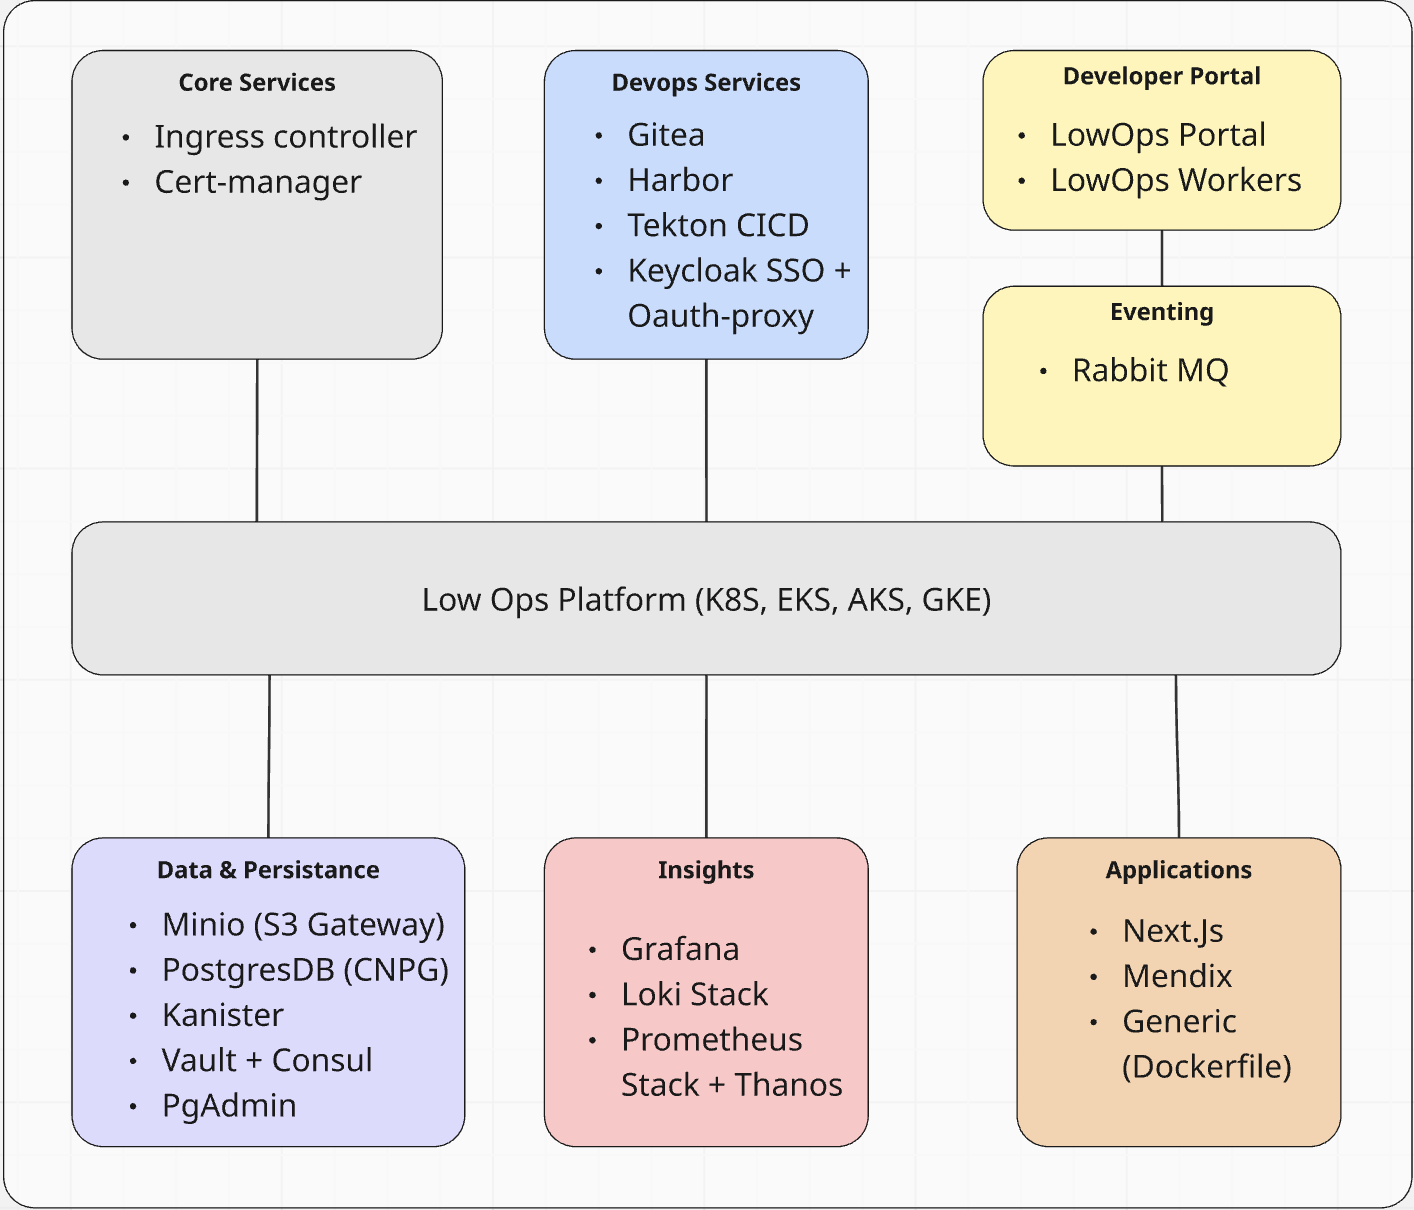 Core Services
• Ingress controller
• Cert-manager
Devops Services
• Gitea
• Harbor
• Tekton CICD
• Keycloak SSO +
Oauth-proxy
Developer Portal
• LowOps Portal
• LowOps Workers
Eventing
• Rabbit MQ
Low Ops Platform (K8S, EKS, AKS, GKE)
Data & Persistance
• Minio (S3 Gateway)
• PostgresDB (CNPG)
• Kanister
• Vault + Consul
• PgAdmin
Insights
• Grafana
• Loki Stack
• Prometheus
Stack + Thanos
Applications
• Next.Js
• Mendix
• Generic
(Dockerfile)